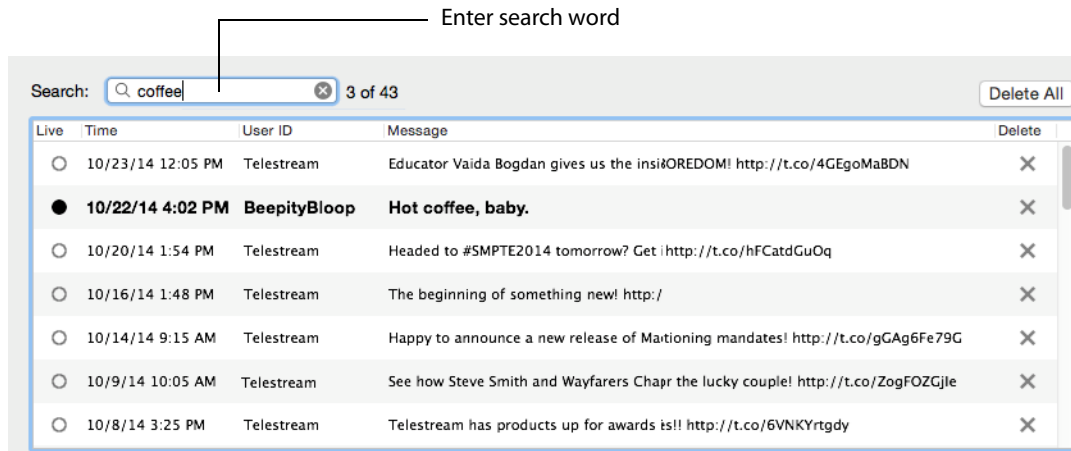 Enter search word
Search: coffee 3 of 43 Delete All
Live Time User ID Message Delete
10/23/14 12:05 PM Telestream Educator Vaida Bogdan gives us the insi OREDOM! http://t.co/4GEgoMaBDN
10/22/14 4:02 PM BeepityBloop Hot coffee, baby.
10/20/14 1:54 PM Telestream Headed to #SMPTE2014 tomorrow? Get i http://t.co/hFCatdGuOq
10/16/14 1:48 PM Telestream The beginning of something new! http:/
10/14/14 9:15 AM Telestream Happy to announce a new release of Mationing mandates! http://t.co/gGAg6Fe79G
10/9/14 10:05 AM Telestream See how Steve Smith and Wayfarers Chapr the lucky couple! http://t.co/ZogFOZGjle
10/8/14 3:25 PM Telestream Telestream has products up for awards is!! http://t.co/6VNKYrtgdy